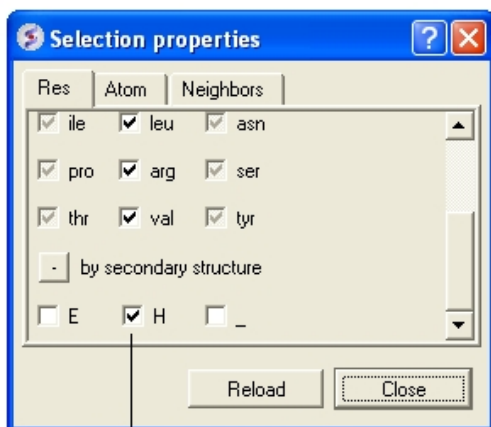 Selection properties
Res Atom Neighbors
ile leu asn
pro arg ser
thr val tyr
- by secondary structure
E H _
Reload Close